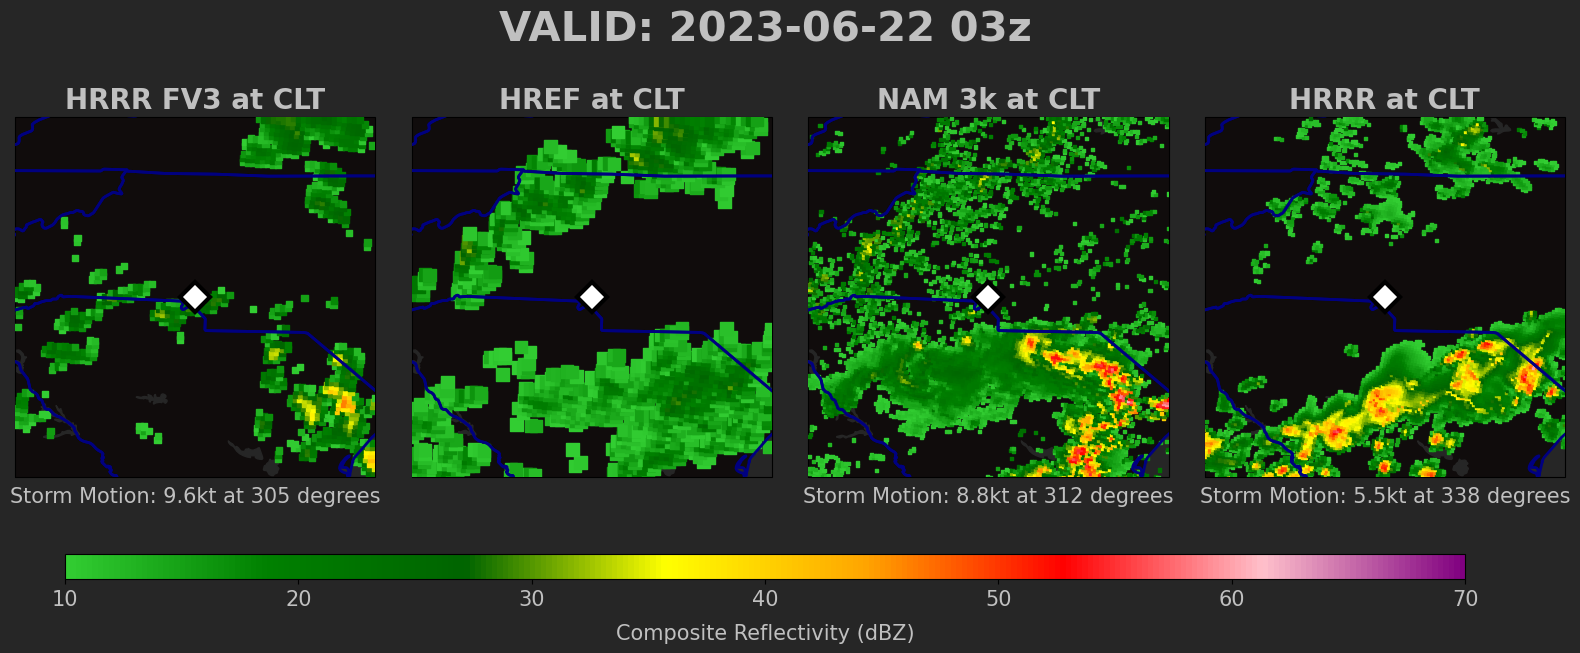 VALID: 2023-06-22 03z
HRRR FV3 at CLT
HREF at CLT
NAM 3k at CLT
HRRR at CLT
Storm Motion: 9.6kt at 305 degrees
Storm Motion: 8.8kt at 312 degrees
Storm Motion: 5.5kt at 338 degrees
10 20 30 40 50 60 70
Composite Reflectivity (dBZ)